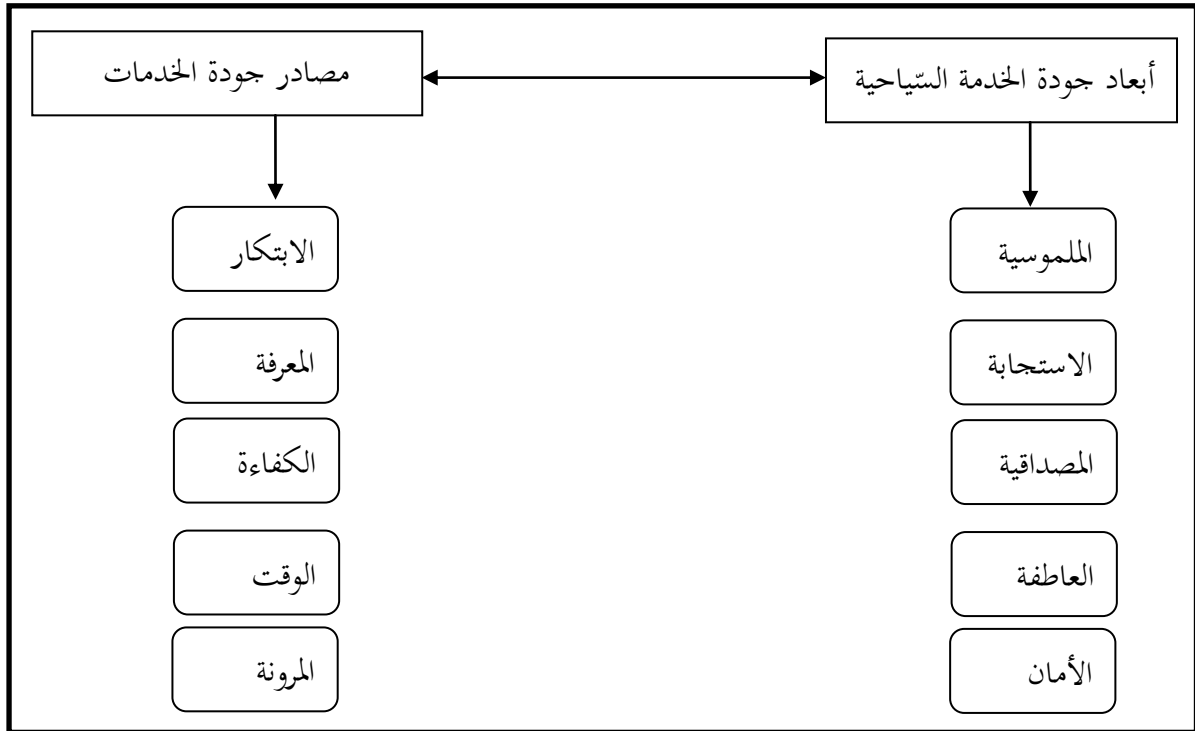 أبعاد جودة الخدمة السّياحية
مصادر جودة الخدمات
الملموسية
الاستجابة
المصداقية
العاطفة
الأمان
الابتكار
المعرفة
الكفاءة
الوقت
المرونة